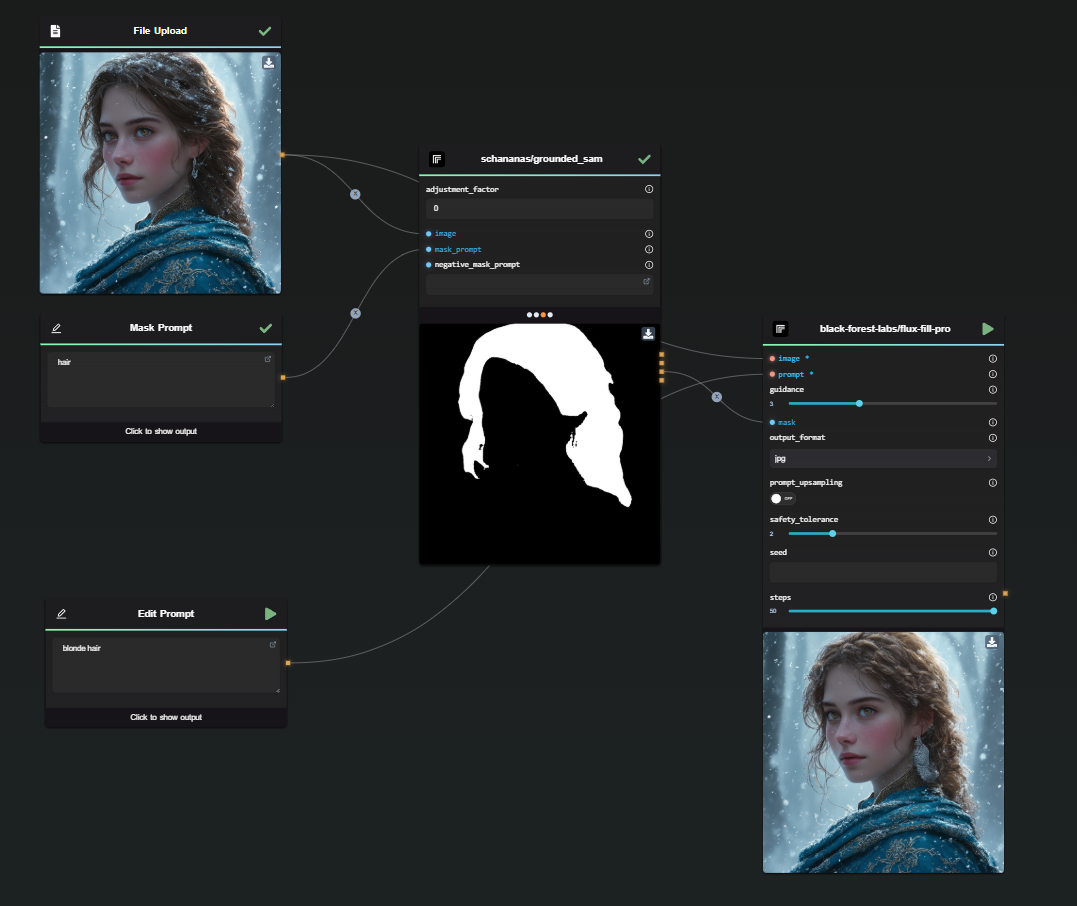 File Upload
Mask Prompt
hair
Click to show output
Edit Prompt
blonde hair
Click to show output
schananas/grounded_sam
adjustment_factor
0
image
mask_prompt
negative_mask_prompt
black-forest-labs/flux-fill-pro
image *
prompt *
guidance
3
mask
output_format
jpg
prompt_upsampling
OFF
safety_tolerance
2
seed
steps
50